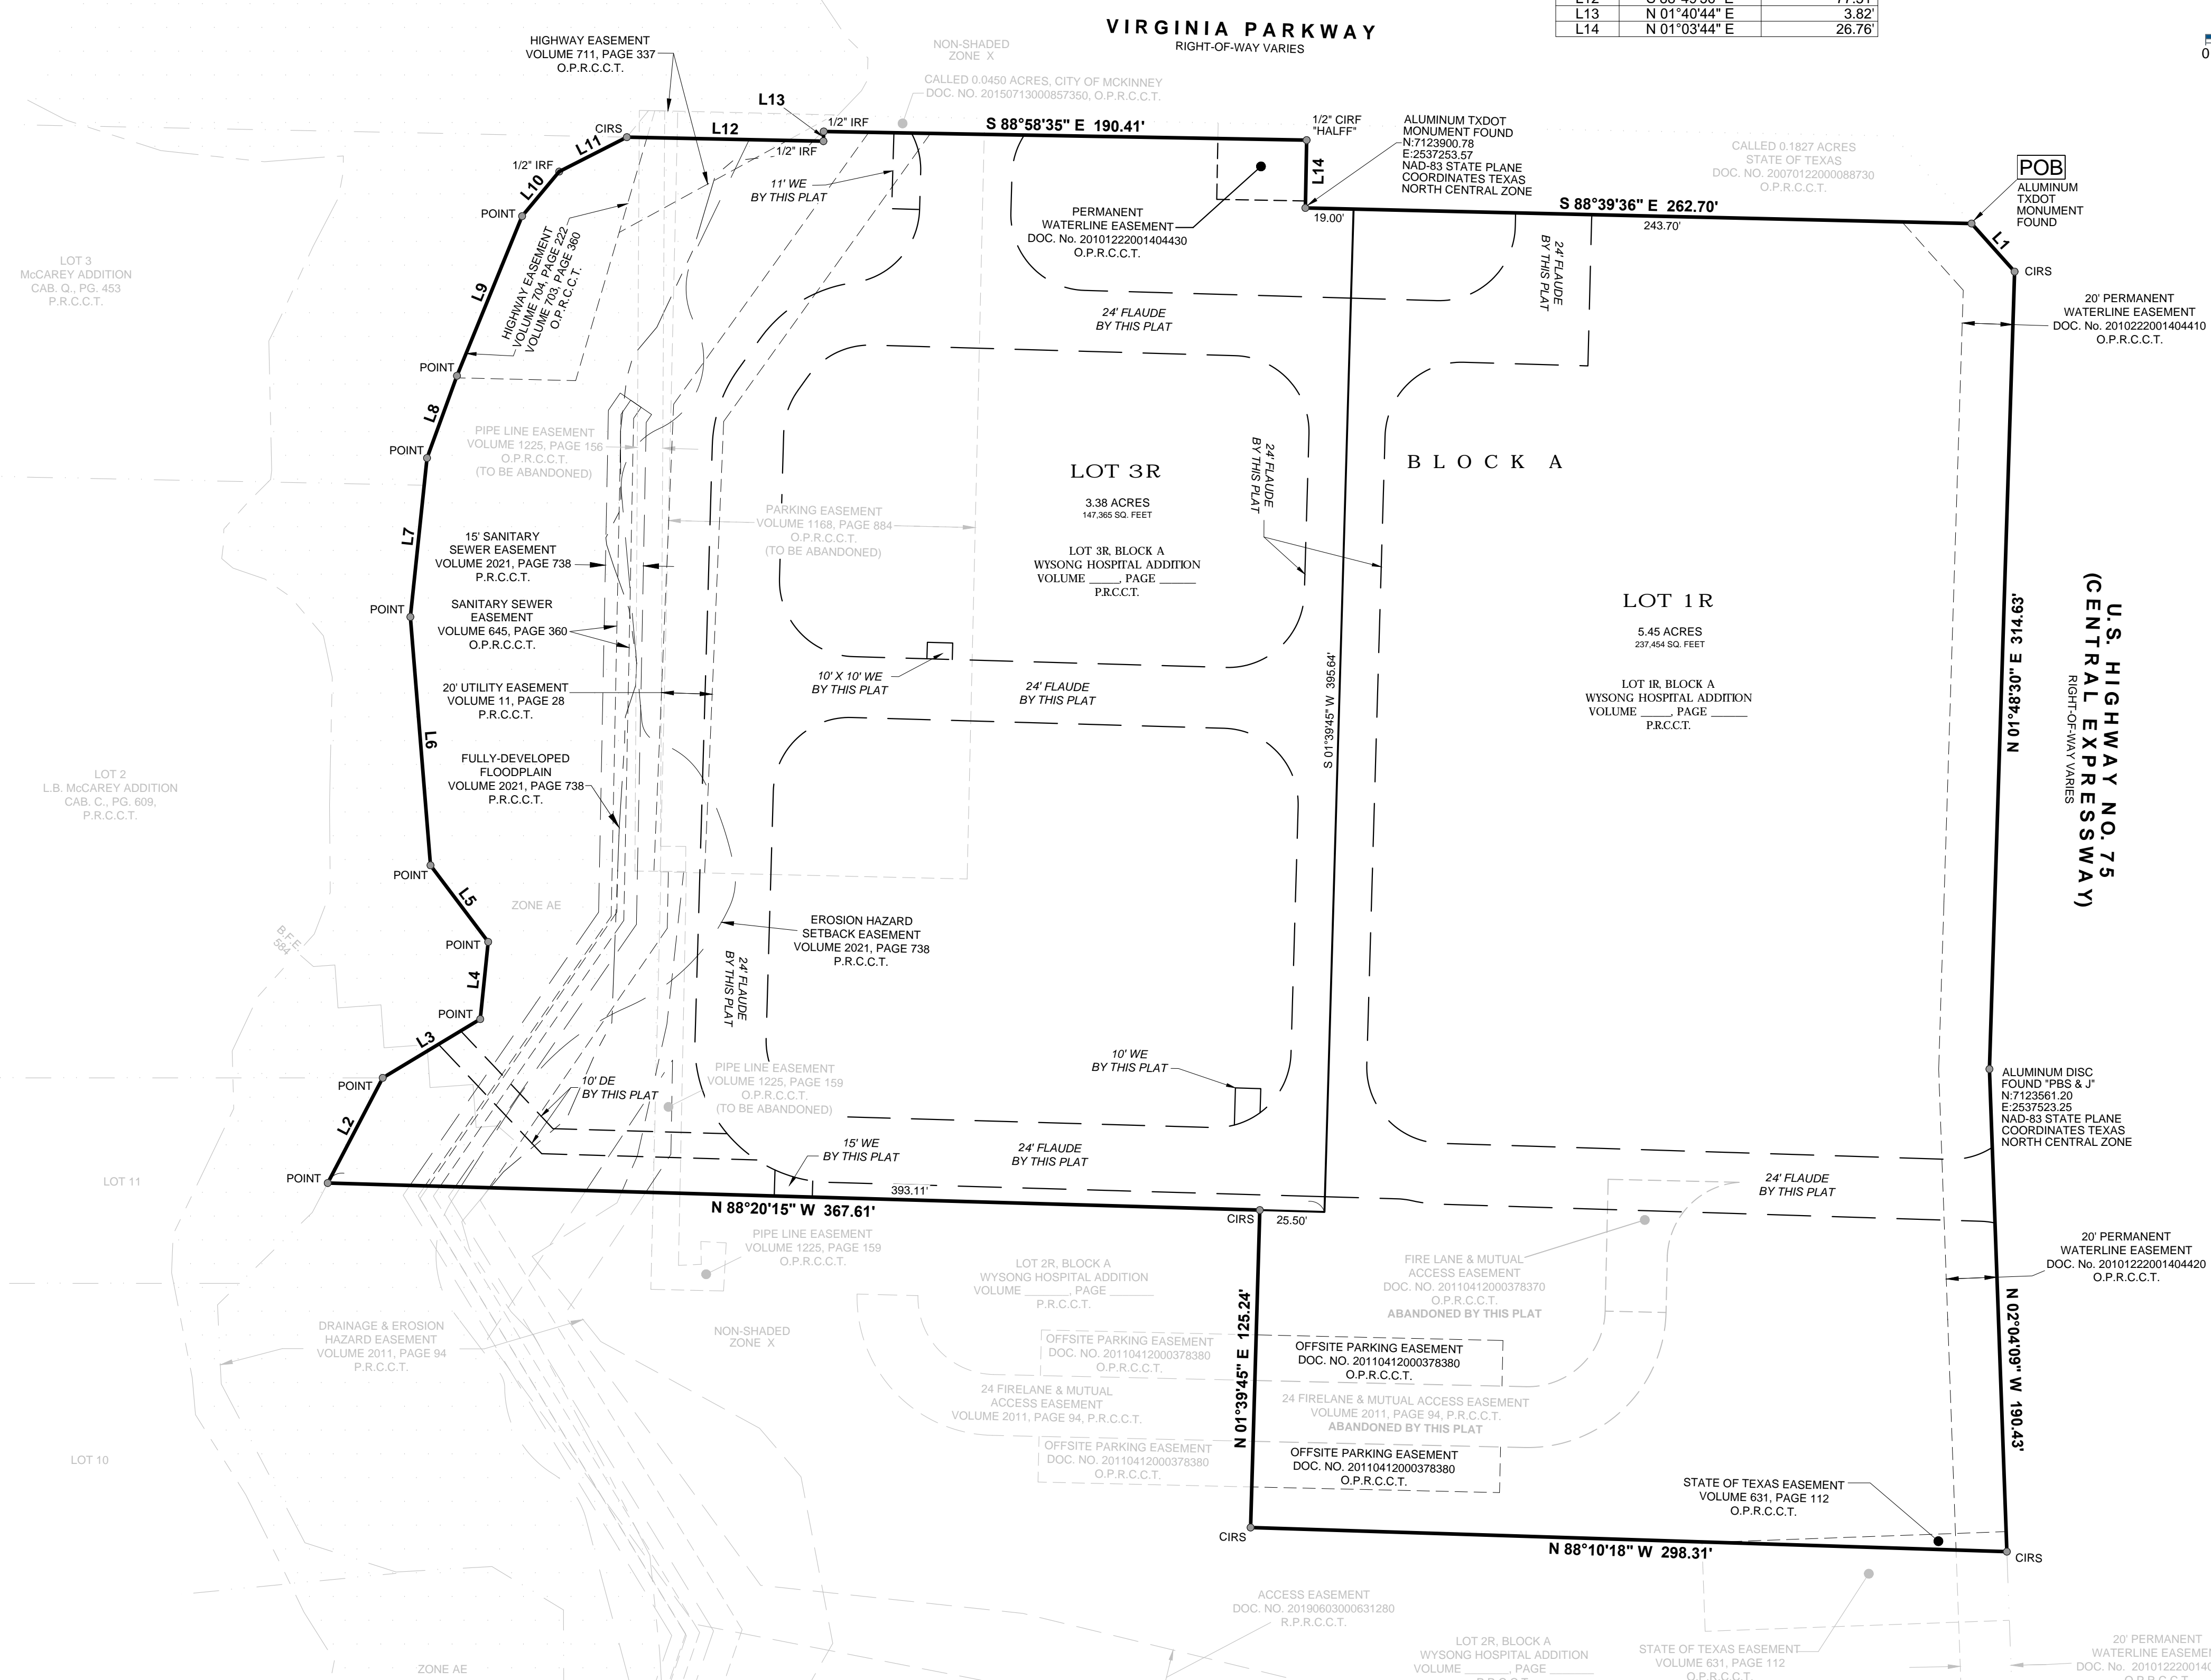 VIRGINIA PARKWAY
RIGHT-OF-WAY VARIES
L13
N 01°40'44" E
3.82'
L14
N 01°03'44" E
26.76'
0
HIGHWAY EASEMENT
VOLUME 711, PAGE 337
O.P.R.C.C.T.
NON-SHADED
ZONE X
CALLED 0.0450 ACRES, CITY OF MCKINNEY
DOC. NO. 20150713000857350, O.P.R.C.C.T.
L13
1/2" IRF
CIRS
L12
1/2" IRF
S 88°58'35" E 190.41'
1/2" CIRF
"HALFF"
L14
ALUMINUM TXDOT
MONUMENT FOUND
N:7123900.78
E:2537253.57
NAD-83 STATE PLANE
COORDINATES TEXAS
NORTH CENTRAL ZONE
CALLED 0.1827 ACRES
STATE OF TEXAS
DOC. NO. 20070122000088730
O.P.R.C.C.T.
POB
ALUMINUM
TXDOT
MONUMENT
FOUND
L11
1/2" IRF
L10
POINT
11' WE
BY THIS PLAT
PERMANENT
WATERLINE EASEMENT
DOC. No. 20101222001404430
O.P.R.C.C.T.
19.00'
S 88°39'36" E 262.70'
243.70'
L1
CIRS
LOT 3
McCAREY ADDITION
CAB. Q., PG. 453
P.R.C.C.T.
HIGHWAY EASEMENT
VOLUME 704, PAGE 222
VOLUME 703, PAGE 360
O.P.R.C.C.T.
L9
24' FLAUDE
BY THIS PLAT
24' FLAUDE
BY THIS PLAT
20' PERMANENT
WATERLINE EASEMENT
DOC. No. 2010222001404410
O.P.R.C.C.T.
POINT
L8
POINT
PIPE LINE EASEMENT
VOLUME 1225, PAGE 156
O.P.R.C.C.T.
(TO BE ABANDONED)
LOT 3R
3.38 ACRES
147,365 SQ. FEET
24' FLAUDE
BY THIS PLAT
BLOCK A
PARKING EASEMENT
VOLUME 1168, PAGE 884
O.P.R.C.C.T.
(TO BE ABANDONED)
LOT 3R, BLOCK A
WYSONG HOSPITAL ADDITION
VOLUME _____, PAGE ______
P.R.C.C.T.
L7
15' SANITARY
SEWER EASEMENT
VOLUME 2021, PAGE 738
P.R.C.C.T.
POINT
SANITARY SEWER
EASEMENT
VOLUME 645, PAGE 360
O.P.R.C.C.T.
LOT 1R
5.45 ACRES
237,454 SQ. FEET
LOT 1R, BLOCK A
WYSONG HOSPITAL ADDITION
VOLUME _____, PAGE ______
P.R.C.C.T.
N 01°48'30" E 314.63'
U.S. HIGHWAY NO. 75
(CENTRAL EXPRESSWAY)
RIGHT-OF-WAY VARIES
S 01°39'45" W 395.64'
10' X 10' WE
BY THIS PLAT
24' FLAUDE
BY THIS PLAT
20' UTILITY EASEMENT
VOLUME 11, PAGE 28
P.R.C.C.T.
L6
FULLY-DEVELOPED
FLOODPLAIN
VOLUME 2021, PAGE 738
P.R.C.C.T.
LOT 2
L.B. McCAREY ADDITION
CAB. C., PG. 609,
P.R.C.C.T.
POINT
L5
ZONE AE
POINT
B.F.E.
584
EROSION HAZARD
SETBACK EASEMENT
VOLUME 2021, PAGE 738
P.R.C.C.T.
24' FLAUDE
BY THIS PLAT
L4
POINT
L3
POINT
L2
POINT
10' DE
BY THIS PLAT
PIPE LINE EASEMENT
VOLUME 1225, PAGE 159
O.P.R.C.C.T.
(TO BE ABANDONED)
10' WE
BY THIS PLAT
ALUMINUM DISC
FOUND "PBS & J"
N:7123561.20
E:2537523.25
NAD-83 STATE PLANE
COORDINATES TEXAS
NORTH CENTRAL ZONE
15' WE
BY THIS PLAT
24' FLAUDE
BY THIS PLAT
24' FLAUDE
BY THIS PLAT
LOT 11
393.11'
N 88°20'15" W 367.61'
CIRS
25.50'
PIPE LINE EASEMENT
VOLUME 1225, PAGE 159
O.P.R.C.C.T.
LOT 2R, BLOCK A
WYSONG HOSPITAL ADDITION
VOLUME _______, PAGE _______
P.R.C.C.T.
FIRE LANE & MUTUAL
ACCESS EASEMENT
DOC. NO. 20110412000378370
O.P.R.C.C.T.
ABANDONED BY THIS PLAT
20' PERMANENT
WATERLINE EASEMENT
DOC. No. 20101222001404420
O.P.R.C.C.T.
DRAINAGE & EROSION
HAZARD EASEMENT
VOLUME 2011, PAGE 94
P.R.C.C.T.
NON-SHADED
ZONE X
OFFSITE PARKING EASEMENT
DOC. NO. 20110412000378380
O.P.R.C.C.T.
N 01°39'45" E 125.24'
OFFSITE PARKING EASEMENT
DOC. NO. 20110412000378380
O.P.R.C.C.T.
N 02°04'09" W 190.43'
24 FIRELANE & MUTUAL
ACCESS EASEMENT
VOLUME 2011, PAGE 94, P.R.C.C.T.
24 FIRELANE & MUTUAL ACCESS EASEMENT
VOLUME 2011, PAGE 94, P.R.C.C.T.
ABANDONED BY THIS PLAT
OFFSITE PARKING EASEMENT
DOC. NO. 20110412000378380
O.P.R.C.C.T.
OFFSITE PARKING EASEMENT
DOC. NO. 20110412000378380
O.P.R.C.C.T.
LOT 10
STATE OF TEXAS EASEMENT
VOLUME 631, PAGE 112
O.P.R.C.C.T.
CIRS
N 88°10'18" W 298.31'
CIRS
ACCESS EASEMENT
DOC. NO. 20190603000631280
R.P.R.C.C.T.
ZONE AE
LOT 2R, BLOCK A
WYSONG HOSPITAL ADDITION
VOLUME _______, PAGE
STATE OF TEXAS EASEMENT
VOLUME 631, PAGE 112
O.P.R.C.C.T.
20' PERMANENT
WATERLINE